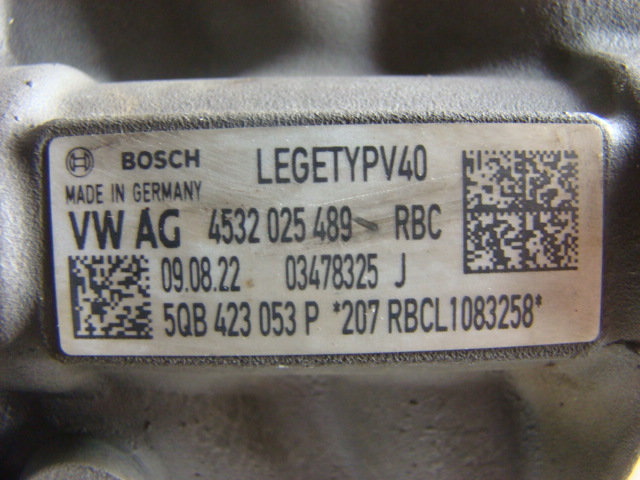 BOSCH LEGETYPV40
MADE IN GERMANY
VW AG 4532 025 489 RBC
09.08.22 03478325 J
5QB 423 053 P *207 RBCL1083258*